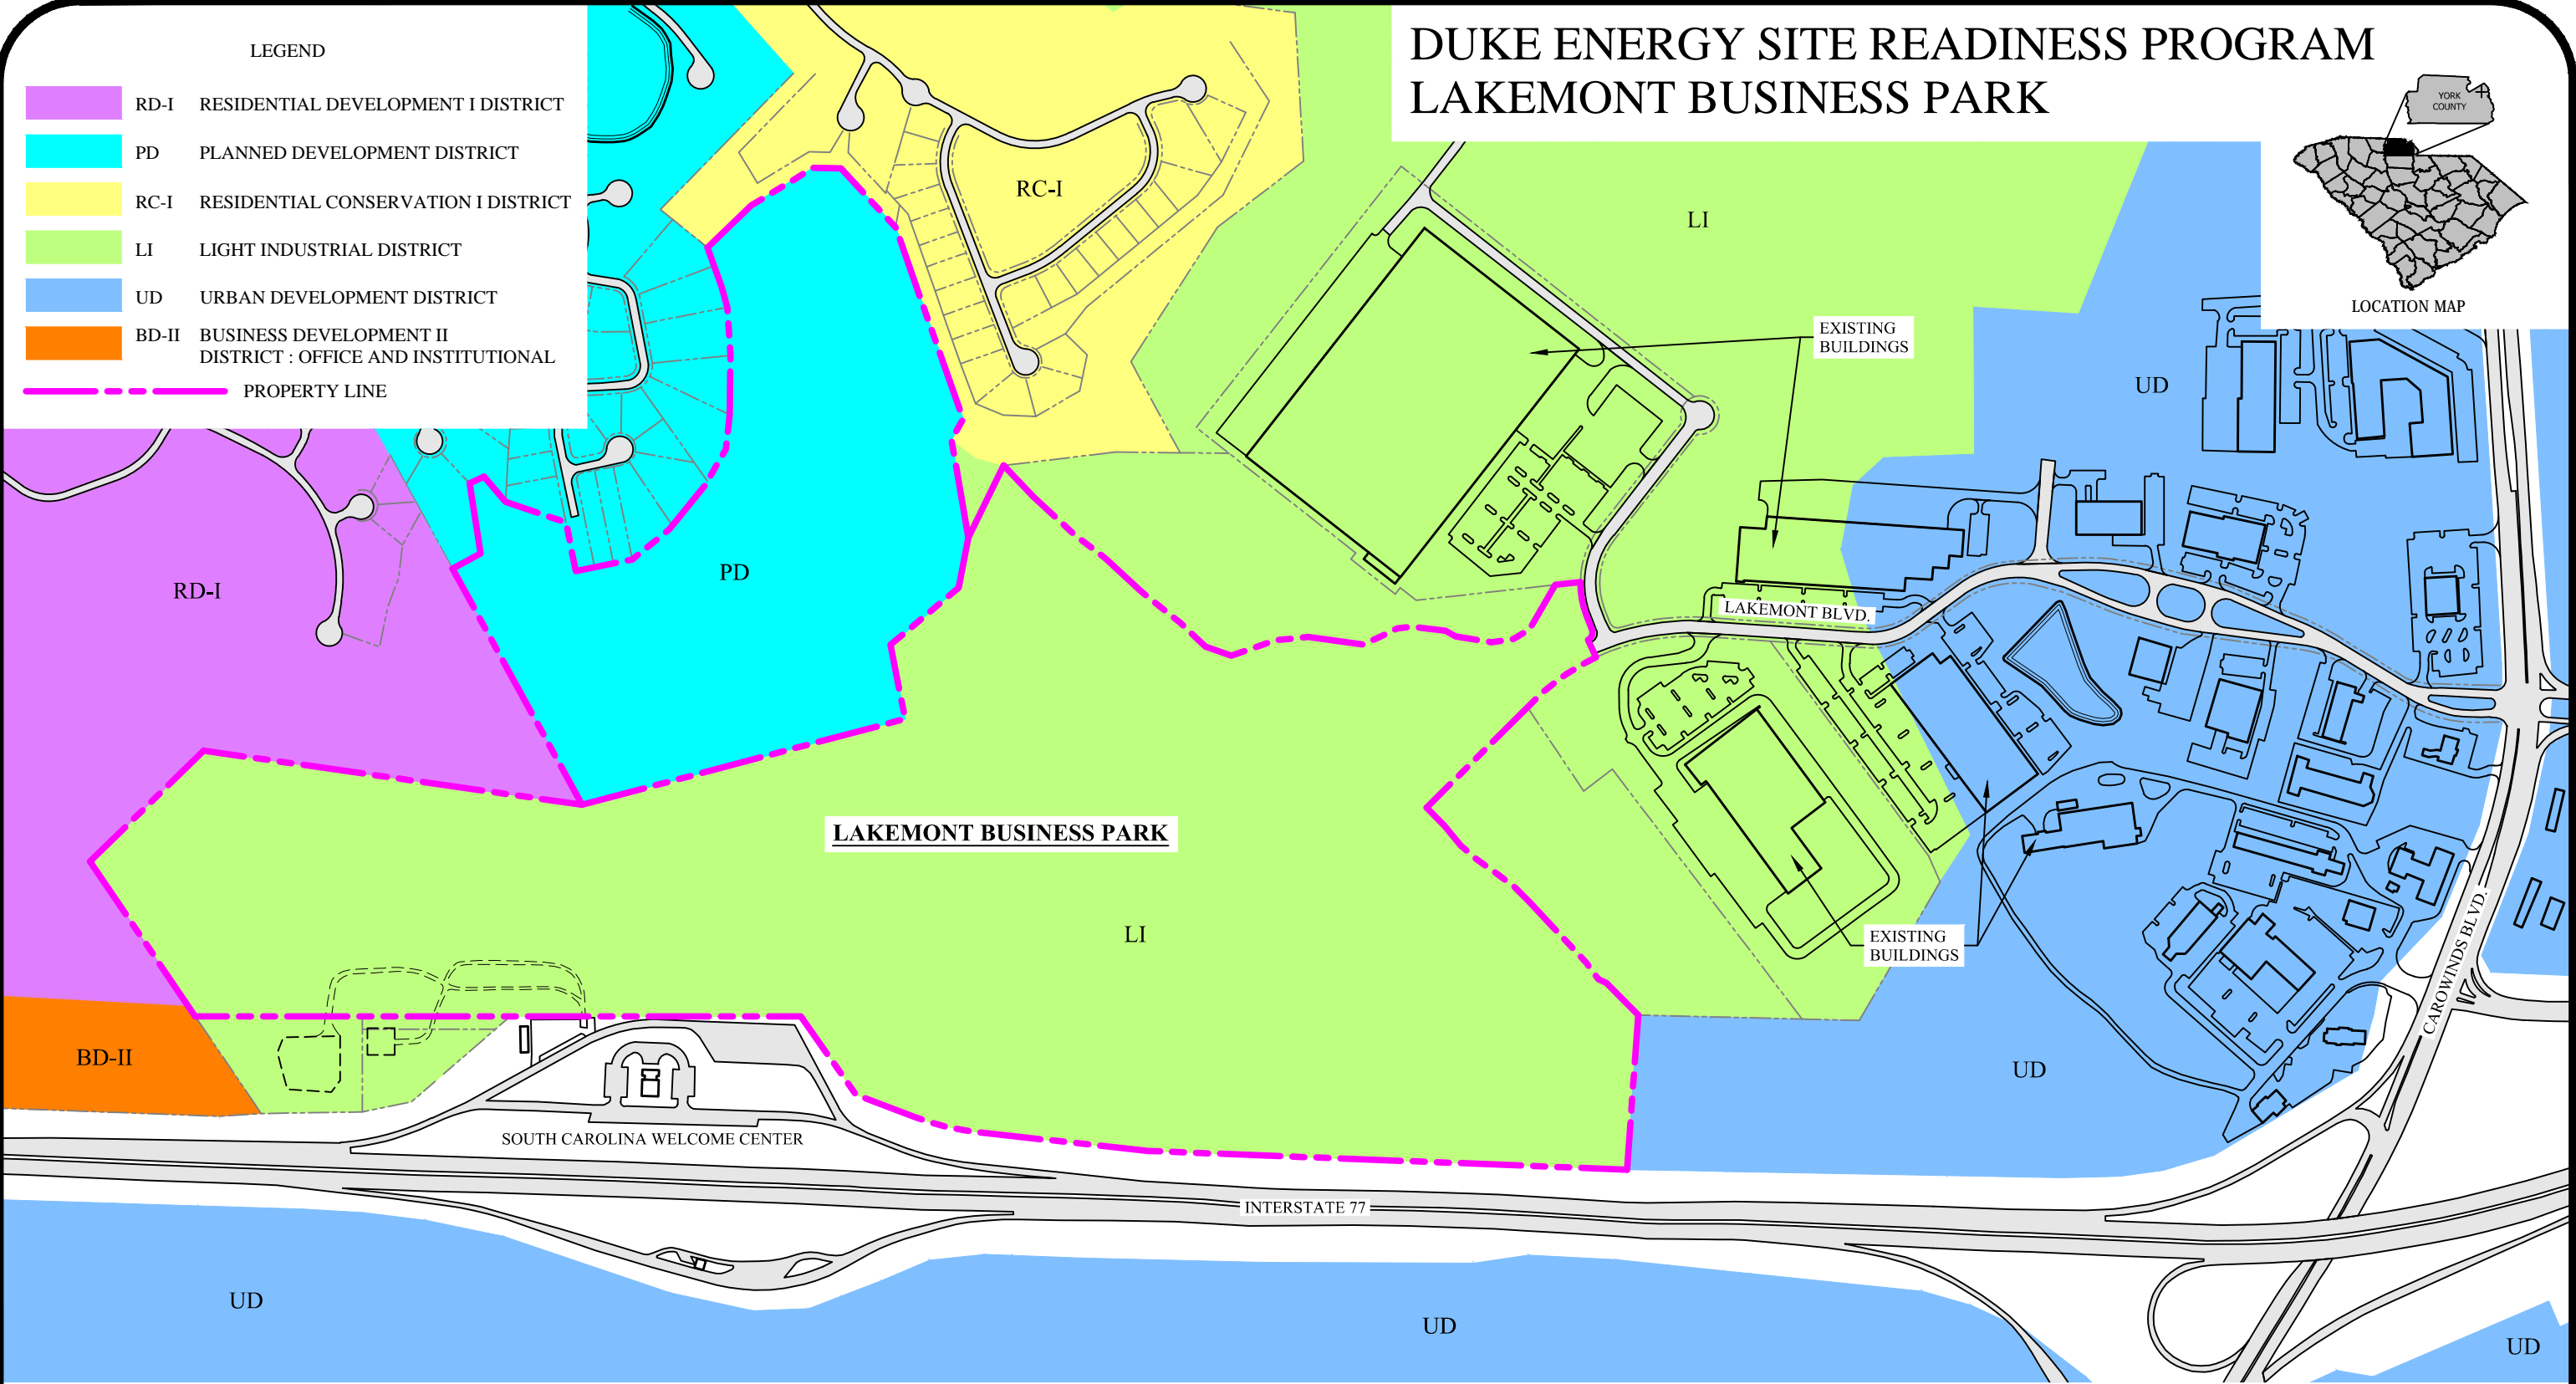 DUKE ENERGY SITE READINESS PROGRAM
LAKEMONT BUSINESS PARK
LEGEND
RD-I RESIDENTIAL DEVELOPMENT I DISTRICT
PD PLANNED DEVELOPMENT DISTRICT
RC-I RESIDENTIAL CONSERVATION I DISTRICT
LI LIGHT INDUSTRIAL DISTRICT
UD URBAN DEVELOPMENT DISTRICT
BD-II BUSINESS DEVELOPMENT II
DISTRICT : OFFICE AND INSTITUTIONAL
PROPERTY LINE
YORK
COUNTY
LOCATION MAP
RC-I
LI
EXISTING
BUILDINGS
UD
RD-I
PD
LAKEMONT BLVD.
LAKEMONT BUSINESS PARK
LI
EXISTING
BUILDINGS
CAROWINDS BLVD.
BD-II
UD
SOUTH CAROLINA WELCOME CENTER
INTERSTATE 77
UD
UD
UD